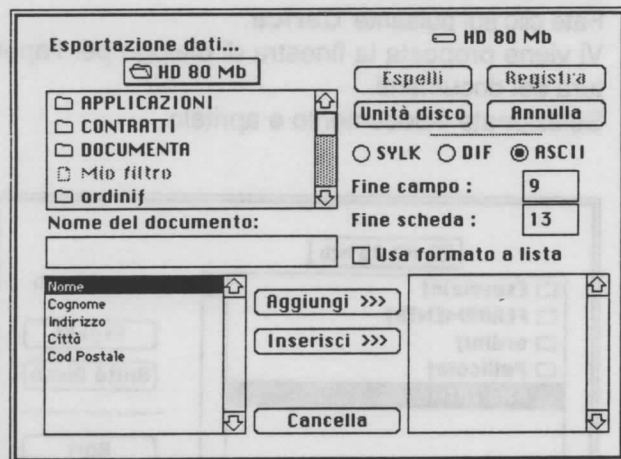 Esportazione dati...
HD 80 Mb
HD 80 Mb
APPLICAZIONI
CONTRATTI
DOCUMENTA
Mio filtro
ordinif
Espelli
Registra
Unità disco
Annulla
SYLK
DIF
ASCII
Fine campo :
9
Fine scheda :
13
Nome del documento:
Usa formato a lista
Nome
Cognome
Indirizzo
Città
Cod Postale
Aggiungi >>>
Inserisci >>>
Cancella